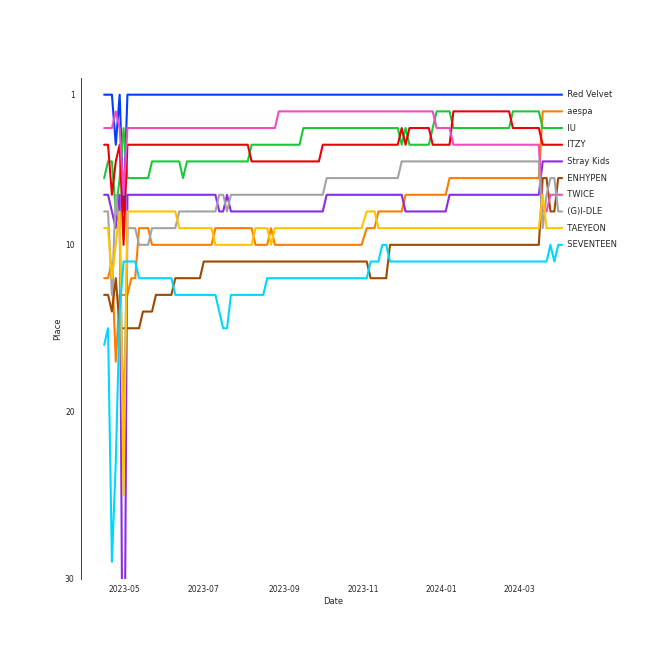 1
10
20
30
Place
2023-05
2023-07
2023-09
2023-11
2024-01
2024-03
Date
Red Velvet
aespa
IU
ITZY
Stray Kids
ENHYPEN
TWICE
(G)I-DLE
TAEYEON
SEVENTEEN